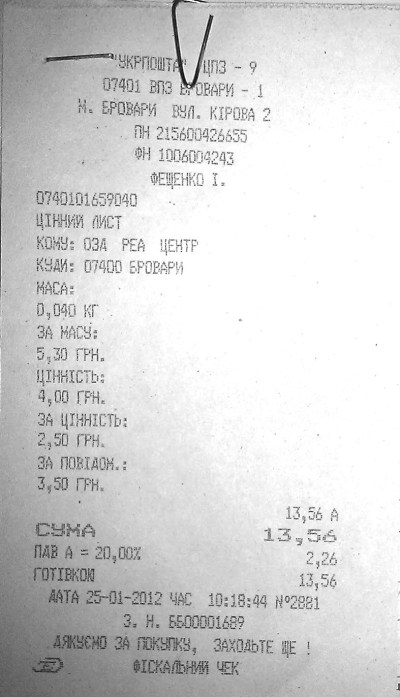 "УКРПОШТА" ЦПЗ - 9
07401 ВПЗ БРОВАРИ - 1
М. БРОВАРИ ВУЛ. КІРОВА 2
ПН 215600426655
ФН 1006004243
ФЕЩЕНКО І.
0740101659040
ЦІННИЙ ЛИСТ
КОМУ: ОЗД РЕА ЦЕНТР
КУДИ: 07400 БРОВАРИ
МАСА:
0,040 КГ
ЗА МАСУ:
5,30 ГРН.
ЦІННІСТЬ:
4,00 ГРН.
ЗА ЦІННІСТЬ:
2,50 ГРН.
ЗА ПОВІДОМ.:
3,50 ГРН.
13,56 А
СУМА 13,56
ПДВ А = 20,00% 2,26
ГОТІВКОЮ 13,56
ДАТА 25-01-2012 ЧАС 10:18:44 №2881
З. Н. ББ00001689
ДЯКУЄМО ЗА ПОКУПКУ, ЗАХОДЬТЕ ЩЕ !
ФІСКАЛЬНИЙ ЧЕК